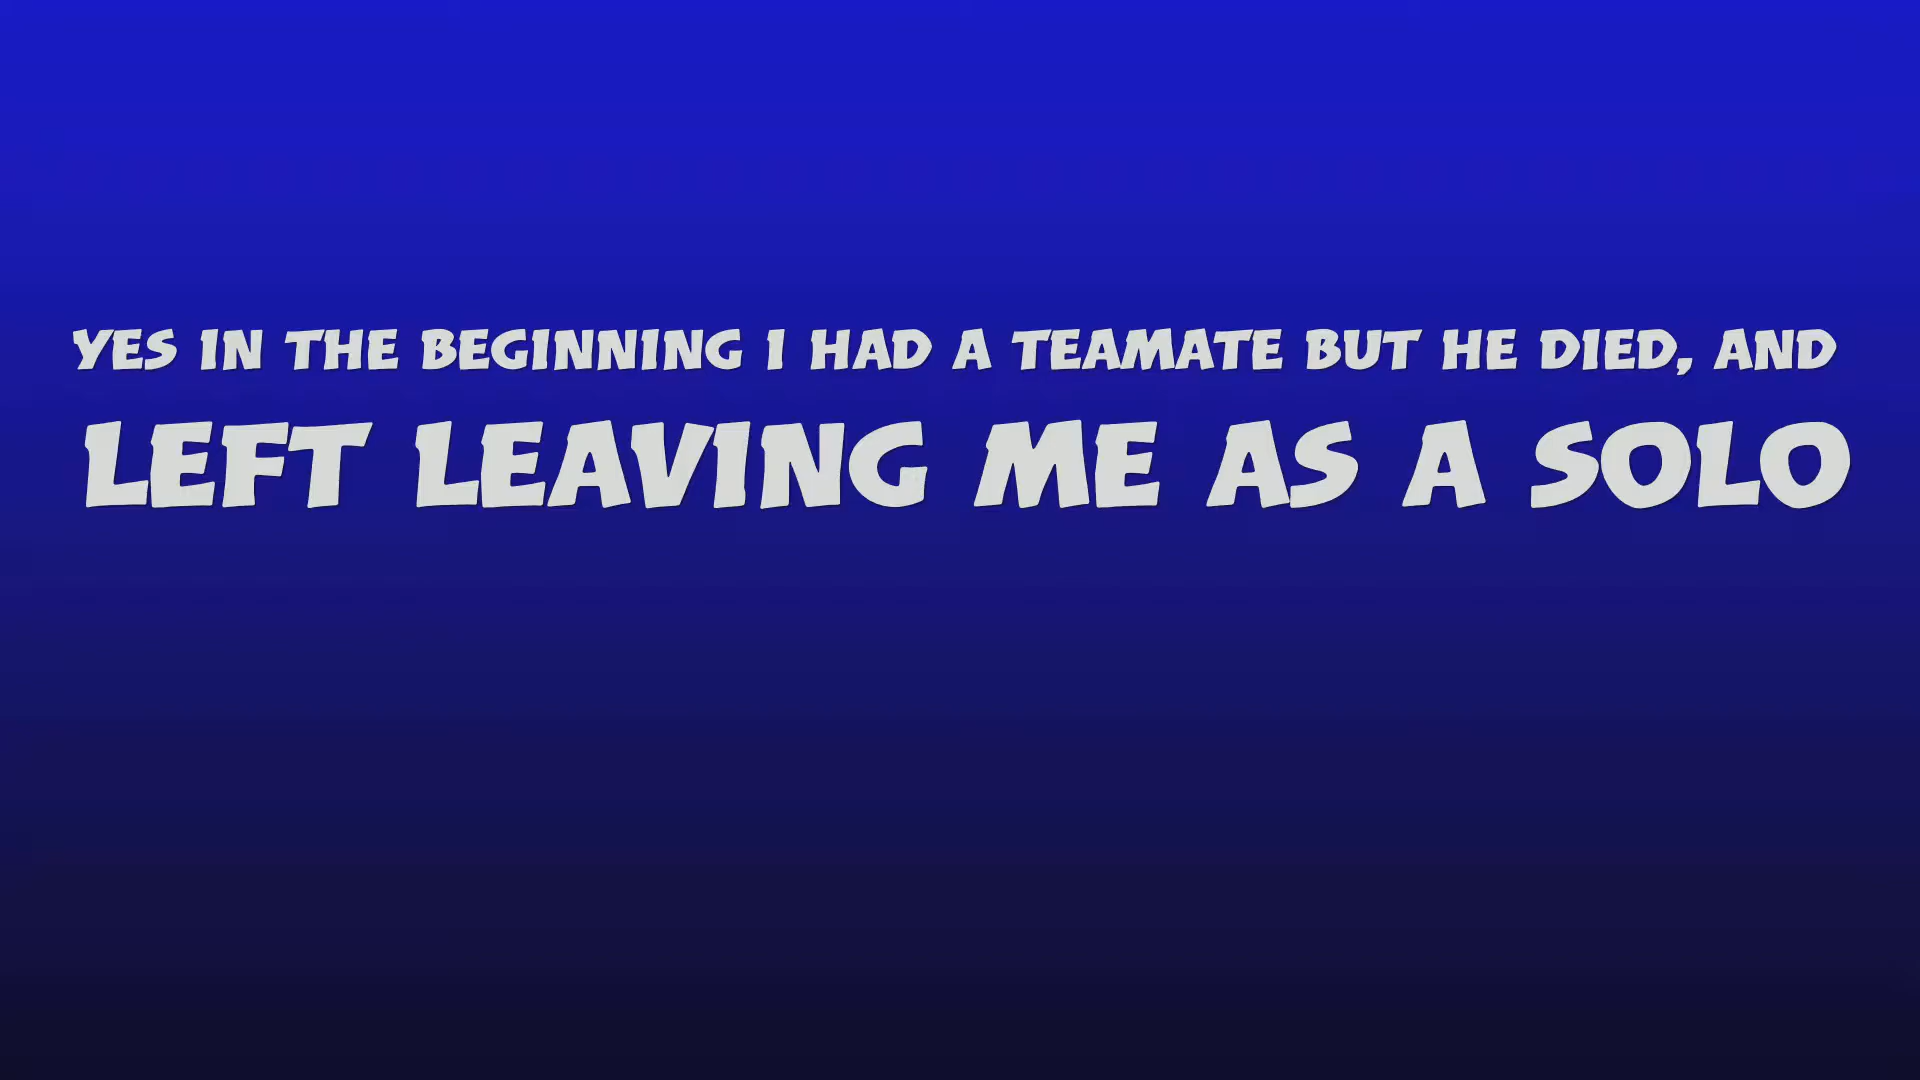 YES IN THE BEGINNING I HAD A TEAMATE BUT HE DIED, AND
LEFT LEAVING ME AS A SOLO